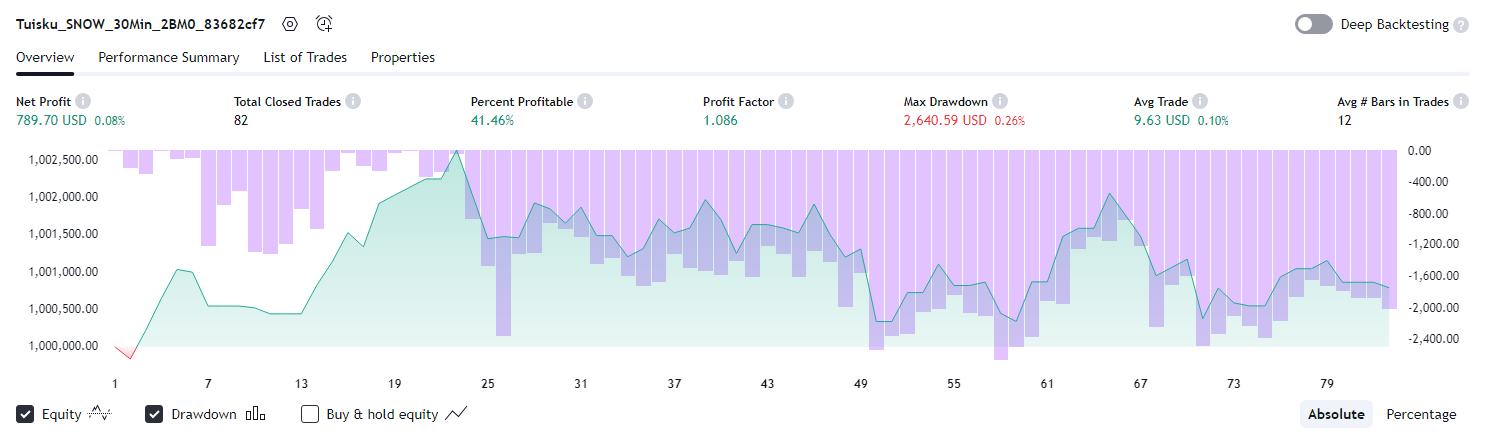 Tuisku_SNOW_30Min_2BM0_83682cf7 Deep Backtesting ?
Overview Performance Summary List of Trades Properties
Net Profit Total Closed Trades Percent Profitable Profit Factor Max Drawdown Avg Trade Avg # Bars in Trades
789.70 USD 0.08% 82 41.46% 1.086 2,640.59 USD 0.26% 9.63 USD 0.10% 12
1,002,500.00 0.00
1,002,000.00 -400.00
1,001,500.00 -800.00
1,001,000.00 -1,200.00
1,000,500.00 -1,600.00
1,000,000.00 -2,000.00
-2,400.00
1 7 13 19 25 31 37 43 49 55 61 67 73 79
Equity Drawdown Buy & hold equity Absolute Percentage